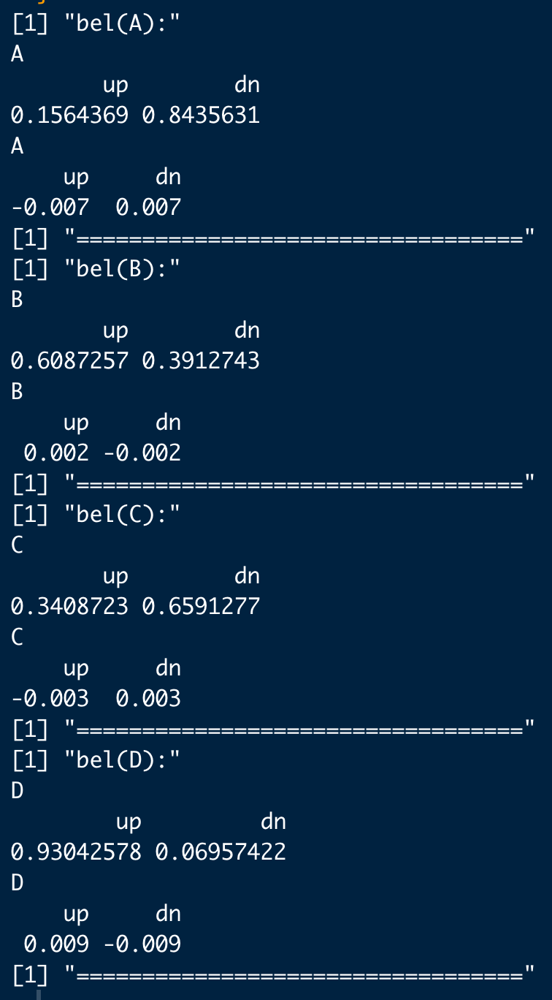 [1] "bel(A):"
A
       up        dn
0.1564369 0.8435631
A
    up     dn
-0.007  0.007
[1] "=================================="
[1] "bel(B):"
B
       up        dn
0.6087257 0.3912743
B
    up     dn
 0.002 -0.002
[1] "=================================="
[1] "bel(C):"
C
       up        dn
0.3408723 0.6591277
C
    up     dn
-0.003  0.003
[1] "=================================="
[1] "bel(D):"
D
        up         dn
0.93042578 0.06957422
D
    up     dn
 0.009 -0.009
[1] "=================================="